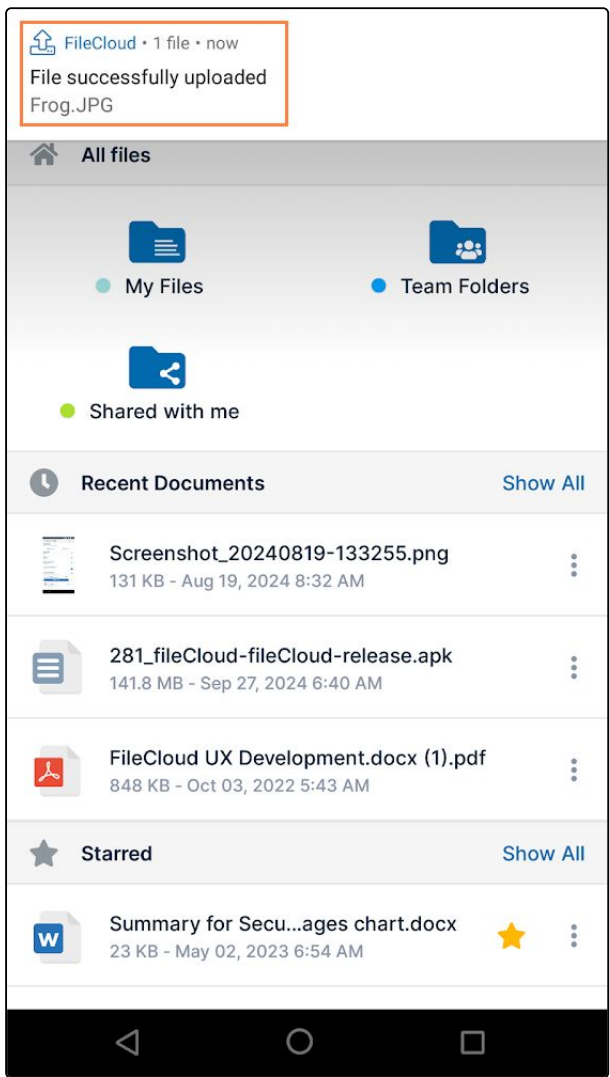 FileCloud • 1 file • now
File successfully uploaded
Frog.JPG
All files
My Files
Team Folders
Shared with me
Recent Documents
Show All
Screenshot_20240819-133255.png
131 KB - Aug 19, 2024 8:32 AM
281_fileCloud-fileCloud-release.apk
141.8 MB - Sep 27, 2024 6:40 AM
FileCloud UX Development.docx (1).pdf
848 KB - Oct 03, 2022 5:43 AM
Starred
Show All
W
Summary for Secu...ages chart.docx
23 KB - May 02, 2023 6:54 AM